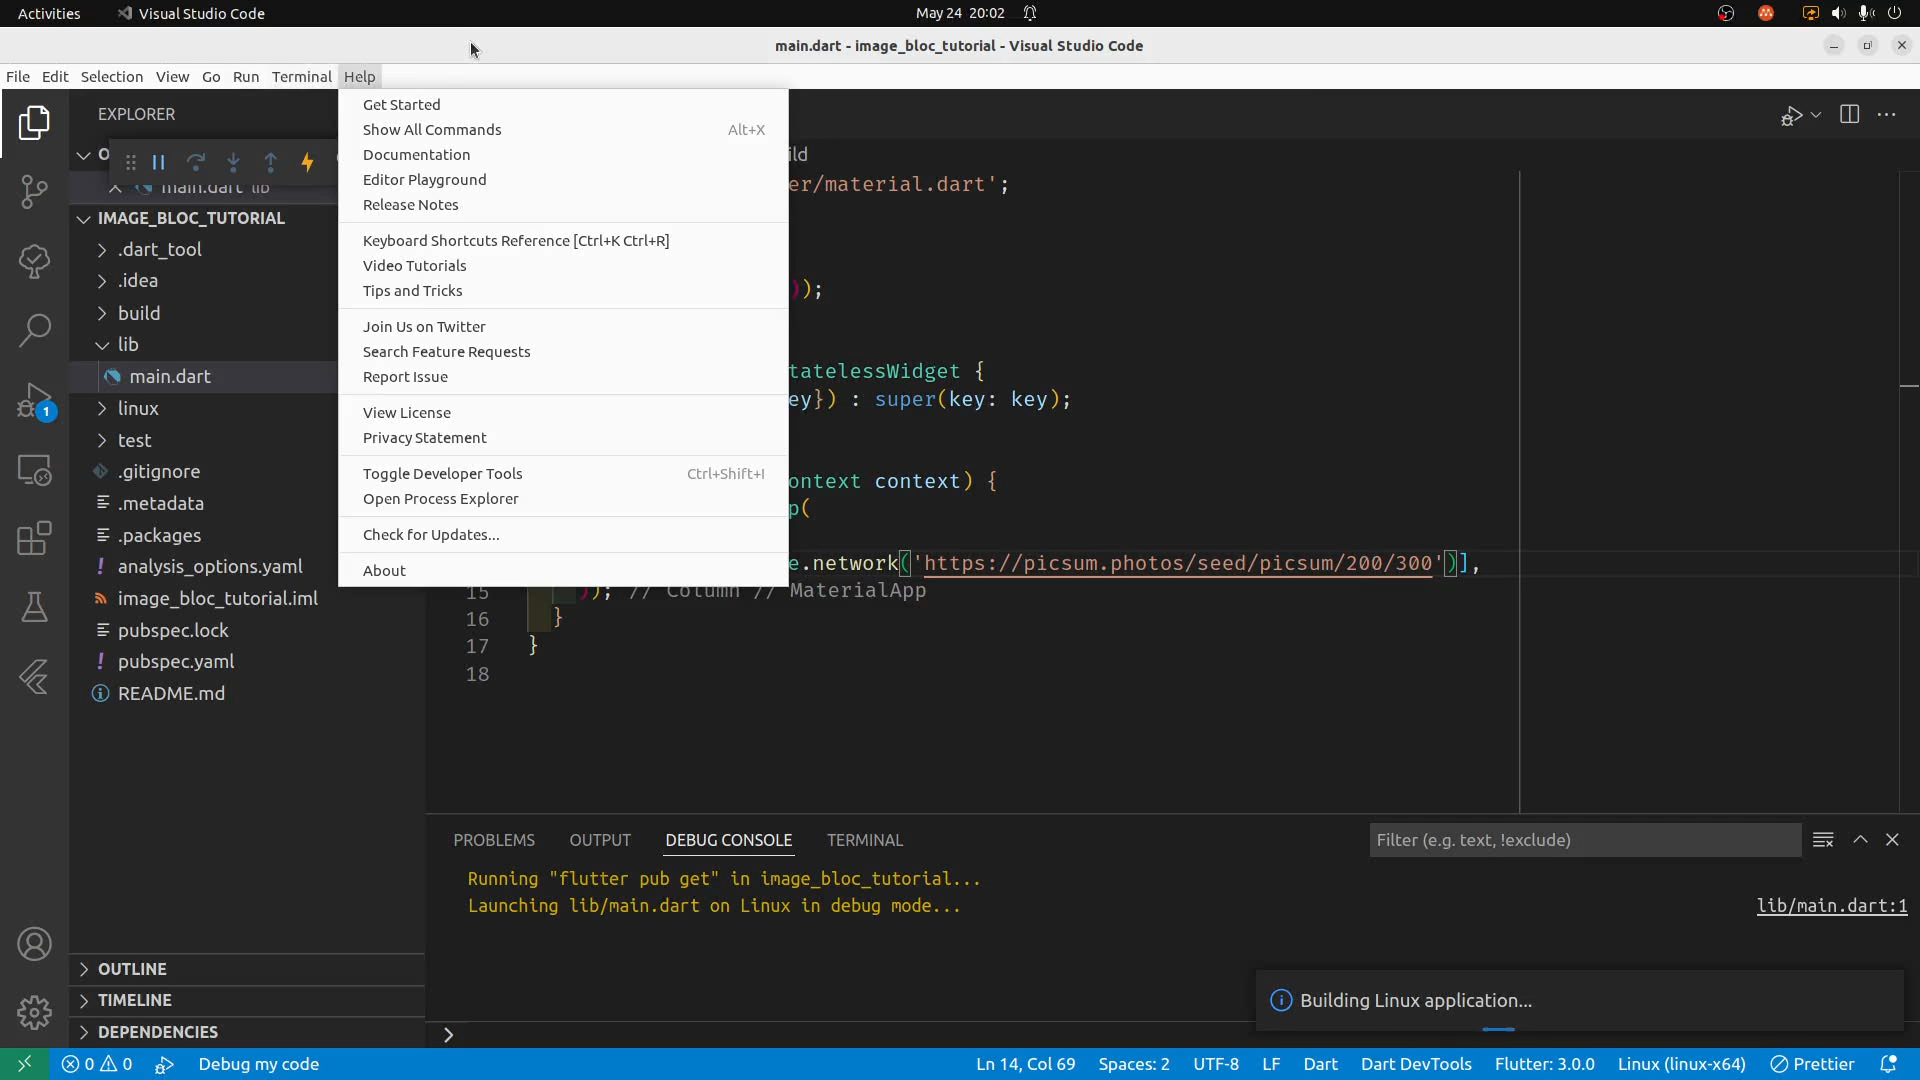 Activities
Visual Studio Code
May 24 20:02
main.dart - image_bloc_tutorial - Visual Studio Code
File Edit Selection View Go Run Terminal Help
Get Started
Show All Commands Alt+X
Documentation
Editor Playground
Release Notes
Keyboard Shortcuts Reference [Ctrl+K Ctrl+R]
Video Tutorials
Tips and Tricks
Join Us on Twitter
Search Feature Requests
Report Issue
View License
Privacy Statement
Toggle Developer Tools Ctrl+Shift+I
Open Process Explorer
Check for Updates...
About
EXPLORER
O
main.dart lib
IMAGE_BLOC_TUTORIAL
.dart_tool
.idea
build
lib
main.dart
linux
test
.gitignore
.metadata
.packages
analysis_options.yaml
image_bloc_tutorial.iml
pubspec.lock
pubspec.yaml
README.md
OUTLINE
TIMELINE
DEPENDENCIES
1
ild
er/material.dart';
));
tatelessWidget {
ey}) : super(key: key);
ontext context) {
p(
e.network('https://picsum.photos/seed/picsum/200/300')],
15 )); // Column // MaterialApp
16 }
17 }
18
PROBLEMS OUTPUT DEBUG CONSOLE TERMINAL
Filter (e.g. text, !exclude)
Running "flutter pub get" in image_bloc_tutorial...
Launching lib/main.dart on Linux in debug mode...
lib/main.dart:1
Building Linux application...
0 0 Debug my code
Ln 14, Col 69 Spaces: 2 UTF-8 LF Dart Dart DevTools Flutter: 3.0.0 Linux (linux-x64) Prettier